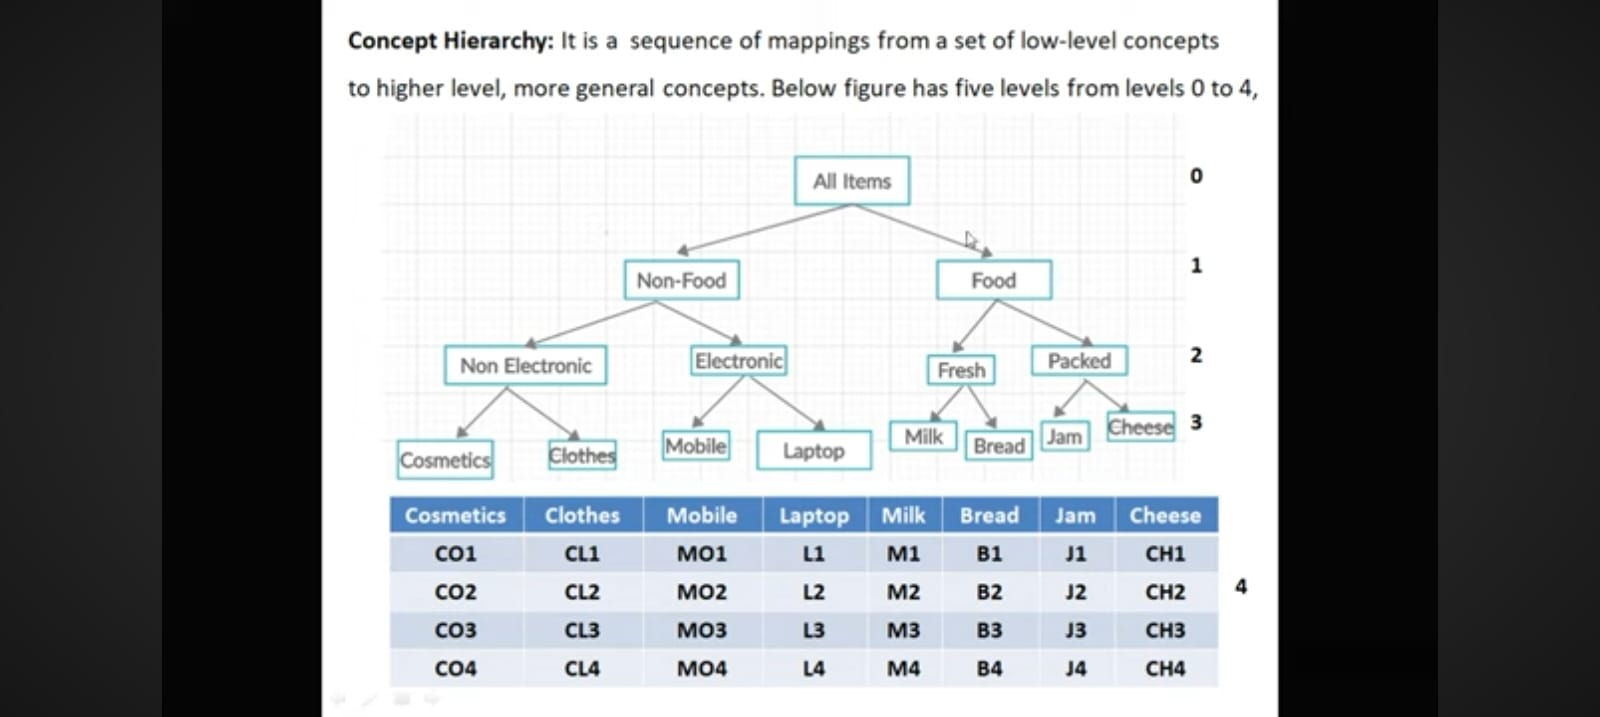 Concept Hierarchy: It is a sequence of mappings from a set of low-level concepts
to higher level, more general concepts. Below figure has five levels from levels 0 to 4,
All Items
0
Non-Food
Food
1
Non Electronic
Electronic
Fresh
Packed
2
Cosmetics
Clothes
Mobile
Laptop
Milk
Bread
Jam
Cheese
3
Cosmetics Clothes Mobile Laptop Milk Bread Jam Cheese
CO1 CL1 MO1 L1 M1 B1 J1 CH1
CO2 CL2 MO2 L2 M2 B2 J2 CH2
4
CO3 CL3 MO3 L3 M3 B3 J3 CH3
CO4 CL4 MO4 L4 M4 B4 J4 CH4